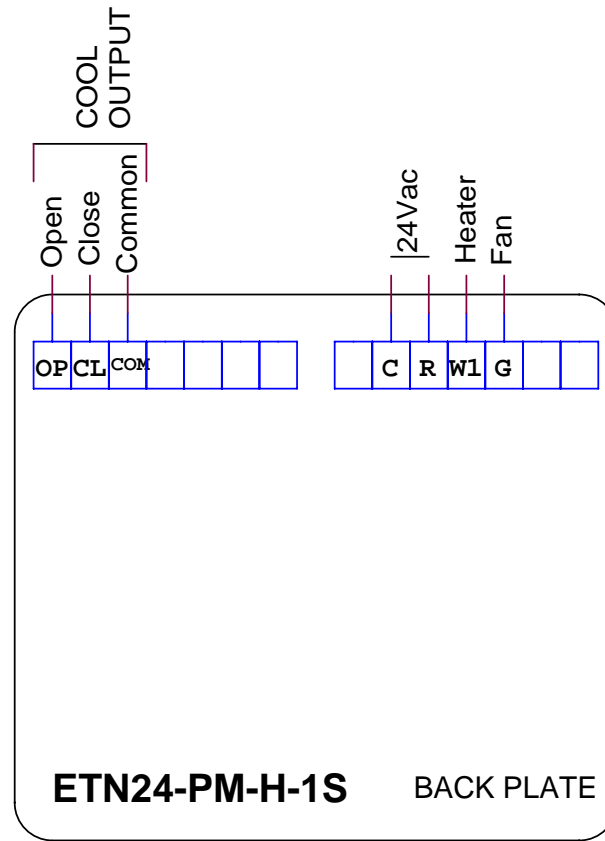 COOL
OUTPUT
Open
Close
Common
24Vac
Heater
Fan
OP CL COM C R W1 G
ETN24-PM-H-1S BACK PLATE